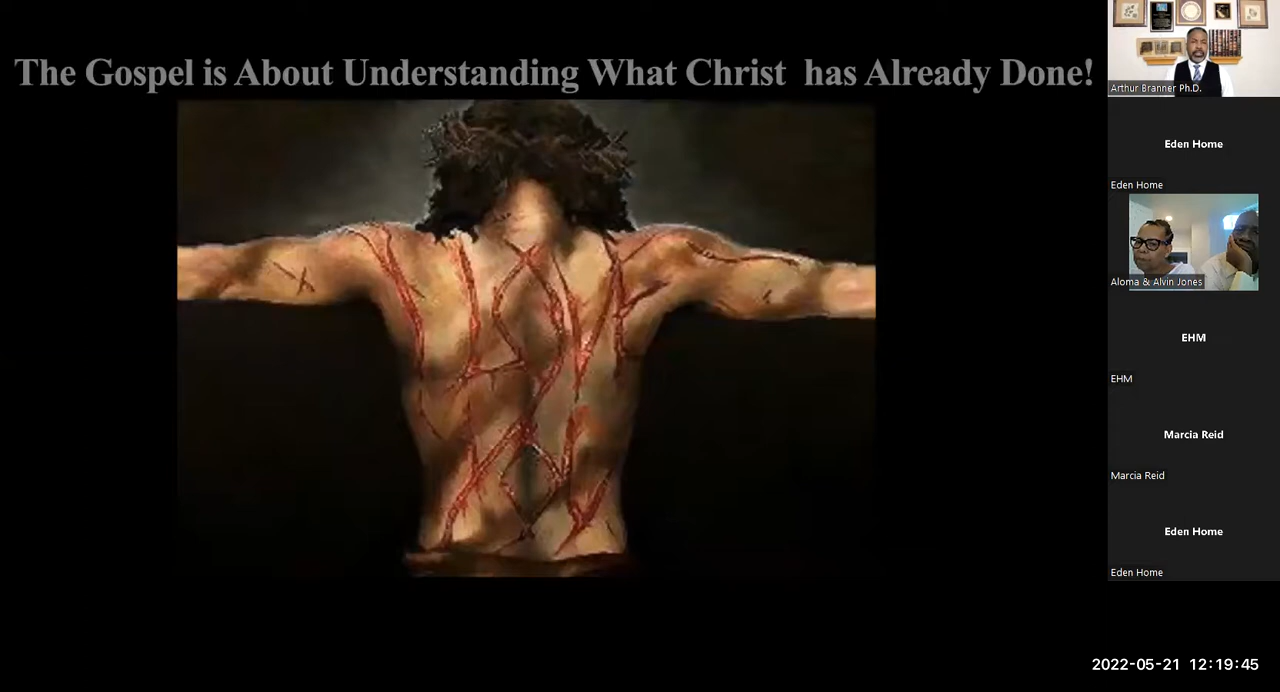 The Gospel is About Understanding What Christ has Already Done!
Arthur Branner Ph.D.
Eden Home
Eden Home
Aloma & Alvin Jones
EHM
EHM
Marcia Reid
Marcia Reid
Eden Home
Eden Home
2022-05-21 12:19:45